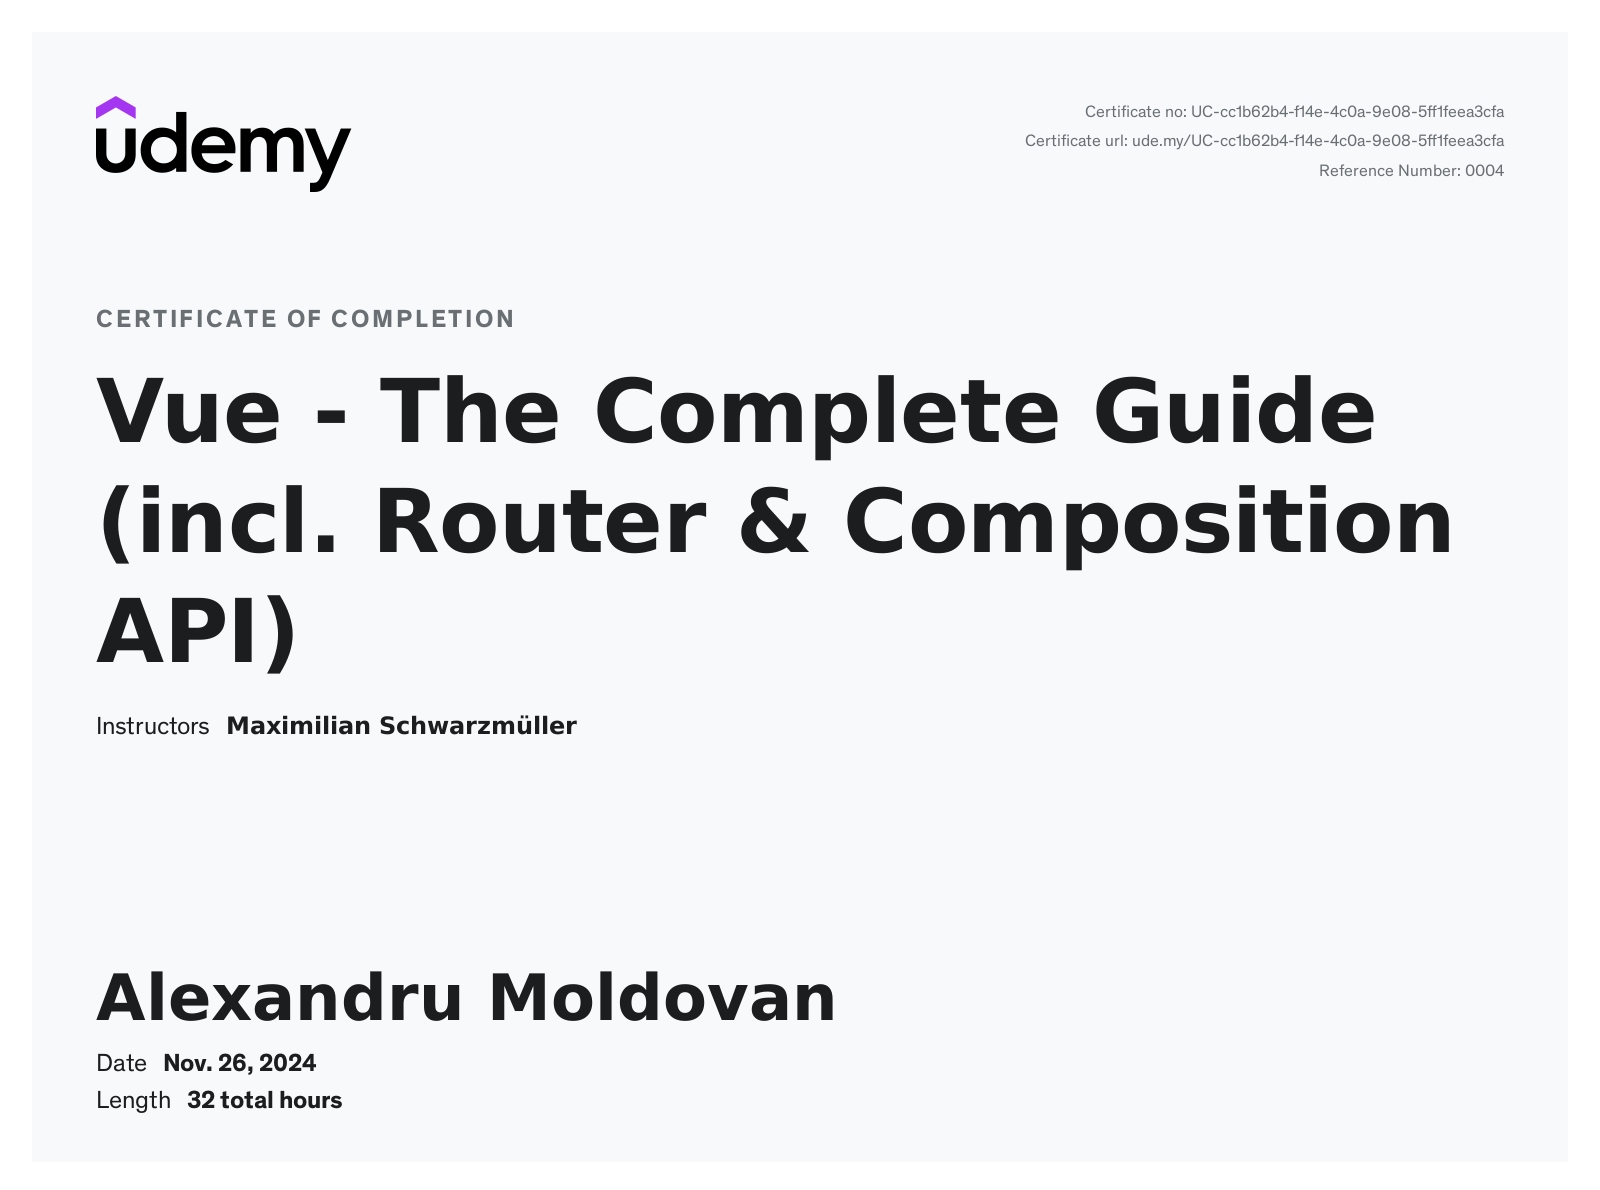 udemy
Certificate no: UC-cc1b62b4-f14e-4c0a-9e08-5ff1feea3cfa
Certificate url: ude.my/UC-cc1b62b4-f14e-4c0a-9e08-5ff1feea3cfa
Reference Number: 0004
CERTIFICATE OF COMPLETION
Vue - The Complete Guide
(incl. Router & Composition
API)
Instructors Maximilian Schwarzmüller
Alexandru Moldovan
Date Nov. 26, 2024
Length 32 total hours